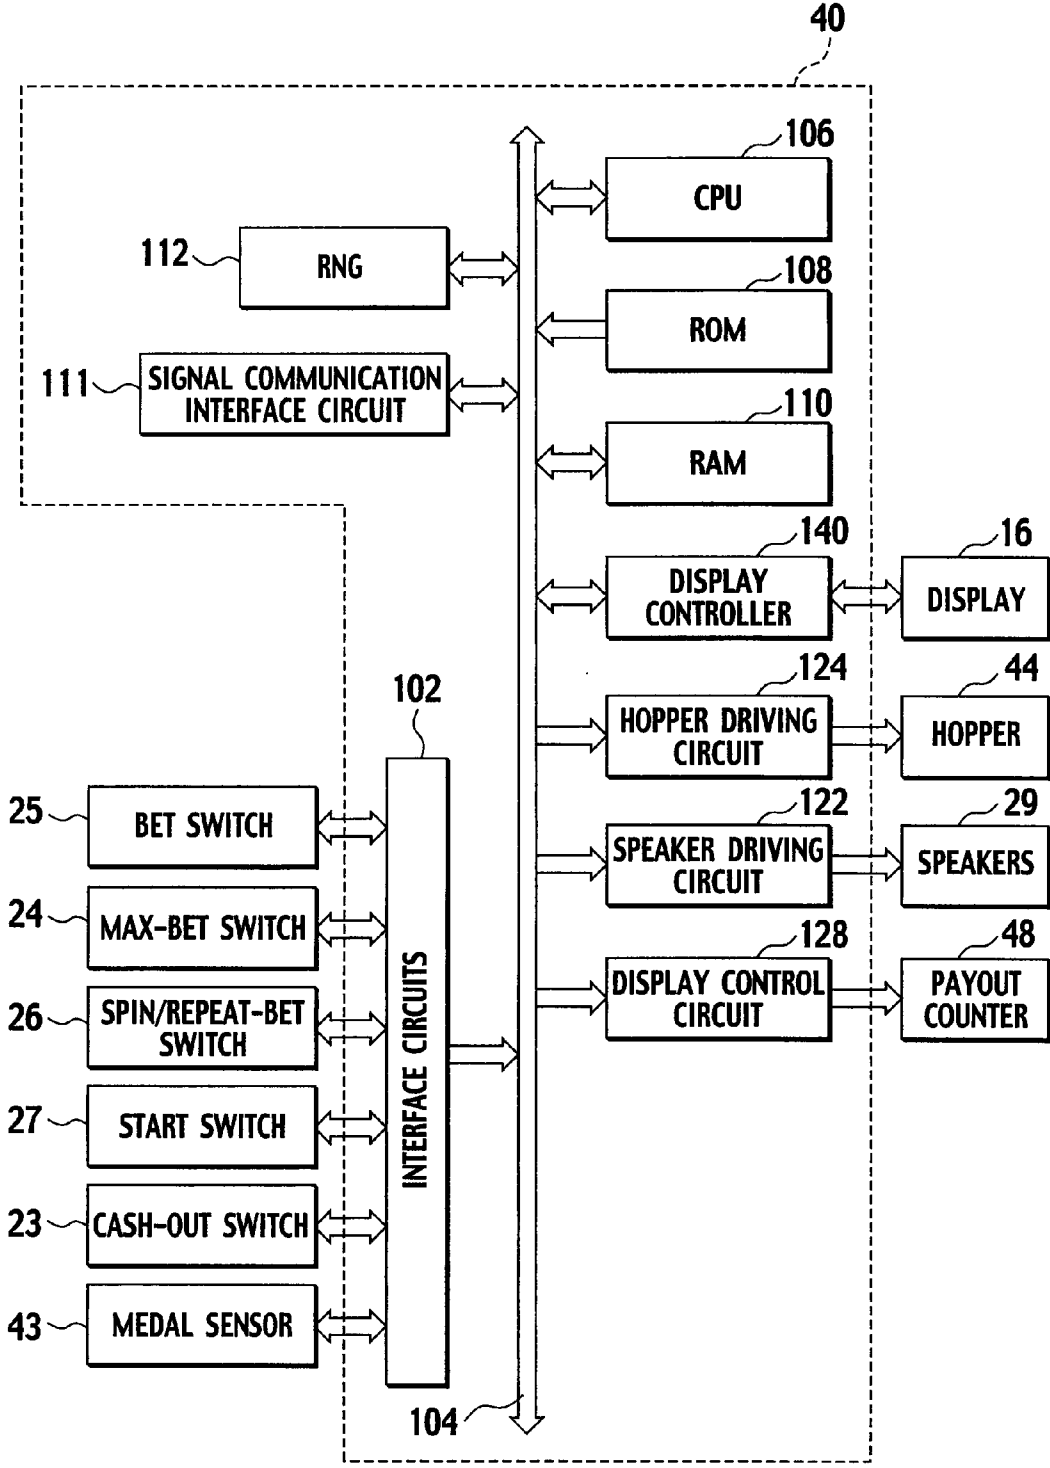 40
106
CPU
112
RNG
108
ROM
111
SIGNAL COMMUNICATION
INTERFACE CIRCUIT
110
RAM
140
DISPLAY
CONTROLLER
16
DISPLAY
124
HOPPER DRIVING
CIRCUIT
44
HOPPER
102
INTERFACE CIRCUITS
122
SPEAKER DRIVING
CIRCUIT
29
SPEAKERS
128
DISPLAY CONTROL
CIRCUIT
48
PAYOUT
COUNTER
25
BET SWITCH
24
MAX-BET SWITCH
26
SPIN/REPEAT-BET
SWITCH
27
START SWITCH
23
CASH-OUT SWITCH
43
MEDAL SENSOR
104